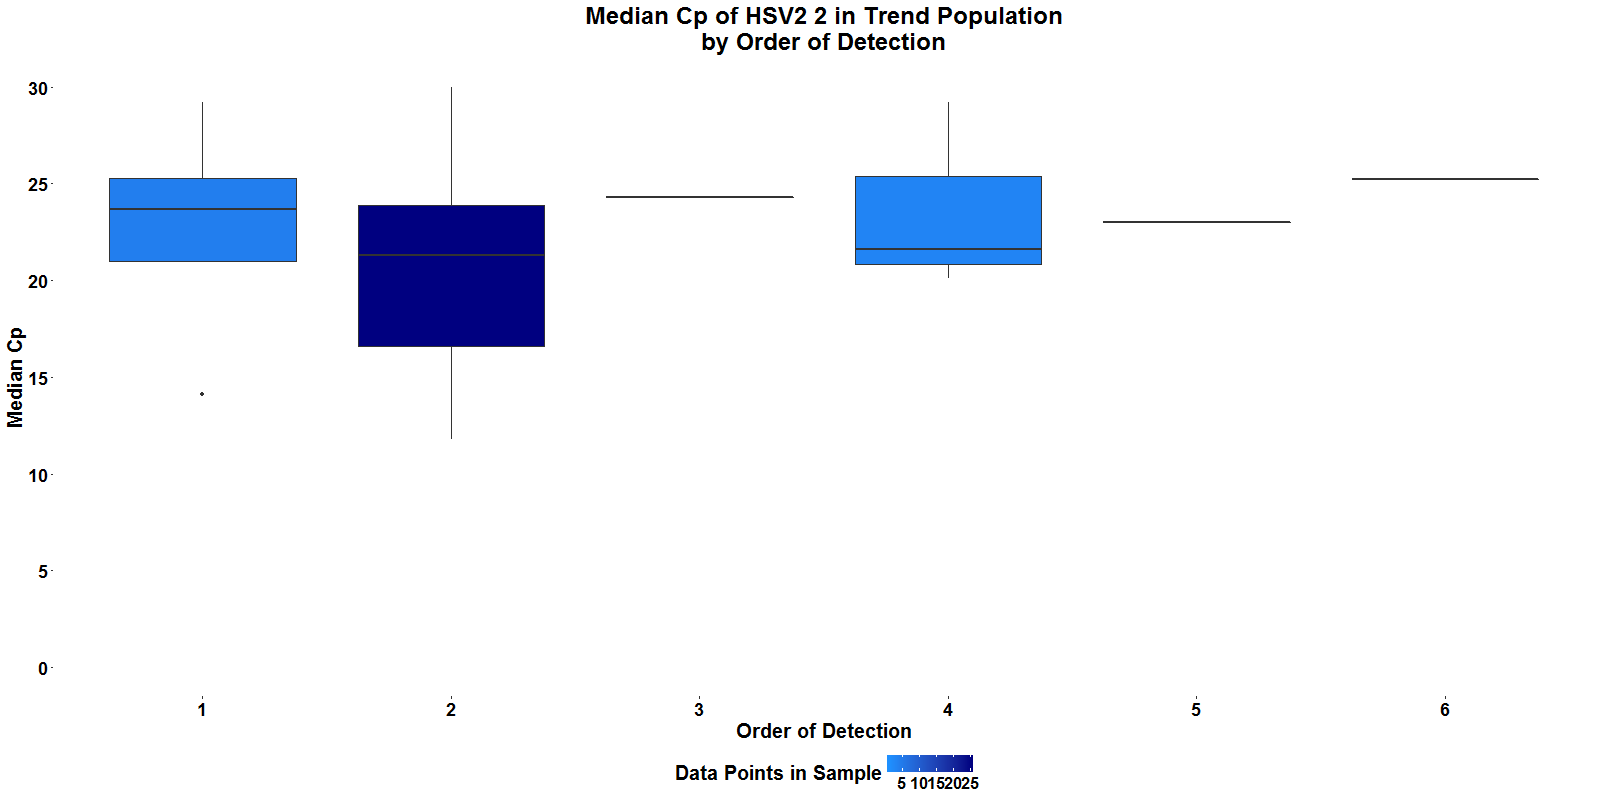 Median Cp of HSV2 2 in Trend Population
by Order of Detection
Median Cp
30
25
20
15
10
5
0
1 2 3 4 5 6
Order of Detection
Data Points in Sample
5 10152025